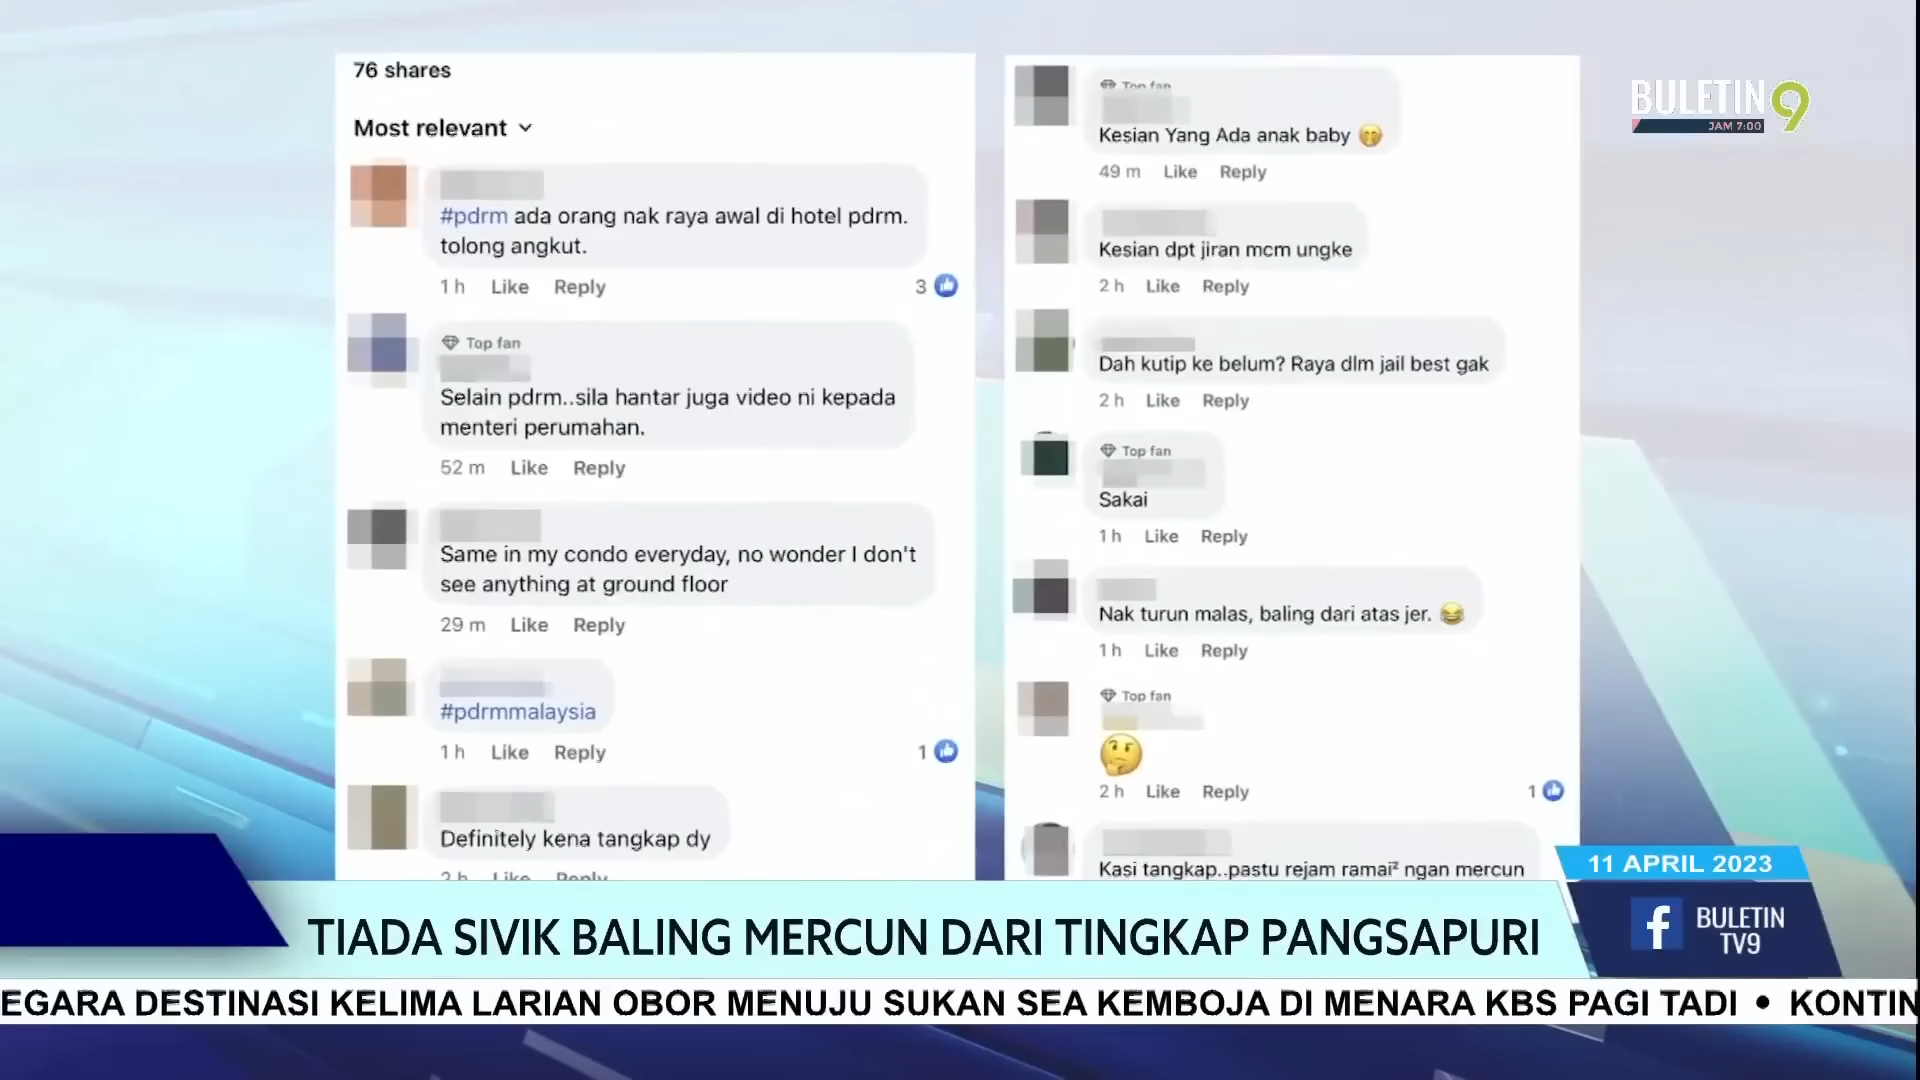 76 shares
Most relevant
#pdrm ada orang nak raya awal di hotel pdrm.
tolong angkut.
1 h Like Reply 3
Top fan
Selain pdrm..sila hantar juga video ni kepada
menteri perumahan.
52 m Like Reply
Same in my condo everyday, no wonder I don't
see anything at ground floor
29 m Like Reply
#pdrmmalaysia
1 h Like Reply 1
Definitely kena tangkap dy
2 h Like Reply
Top fan
Kesian Yang Ada anak baby 🤭
49 m Like Reply
Kesian dpt jiran mcm ungke
2 h Like Reply
Dah kutip ke belum? Raya dlm jail best gak
2 h Like Reply
Top fan
Sakai
1 h Like Reply
Nak turun malas, baling dari atas jer. 😂
1 h Like Reply
Top fan
🤔
2 h Like Reply 1
Kasi tangkap..pastu rejam ramai² ngan mercun
BULETIN 9
JAM 7:00
11 APRIL 2023
TIADA SIVIK BALING MERCUN DARI TINGKAP PANGSAPURI
f BULETIN
TV9
EGARA DESTINASI KELIMA LARIAN OBOR MENUJU SUKAN SEA KEMBOJA DI MENARA KBS PAGI TADI • KONTIN